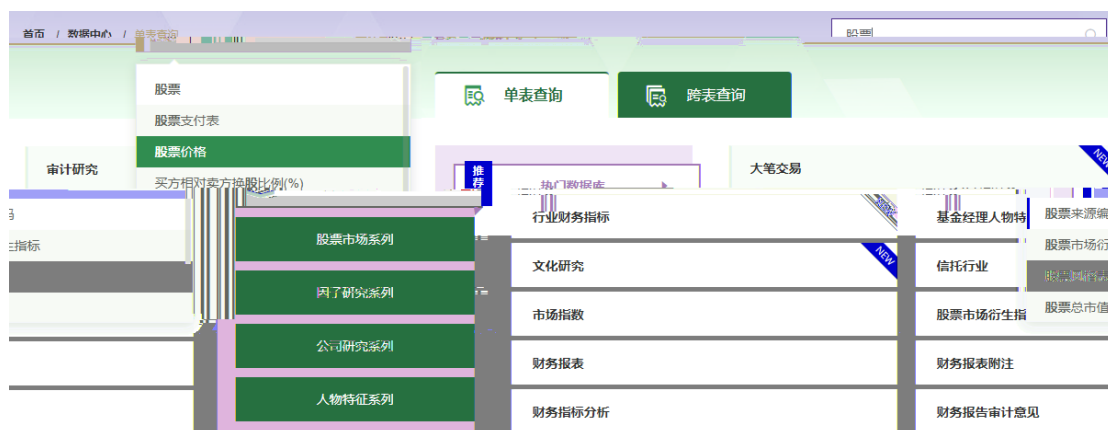 首页 / 数据中心 / 单表查询
股票
股票
股票支付表
股票价格
买方相对卖方换股比例(%)
单表查询
跨表查询
审计研究
推荐
热门数据库
大笔交易
NEW
行业财务指标
基金经理人物特
股票来源编
生指标
股票市场系列
股票市场衍
文化研究
NEW
信托行业
因子研究系列
市场指数
股票市场衍生指
股票总市值
公司研究系列
财务报表
财务报表附注
人物特征系列
财务指标分析
财务报告审计意见